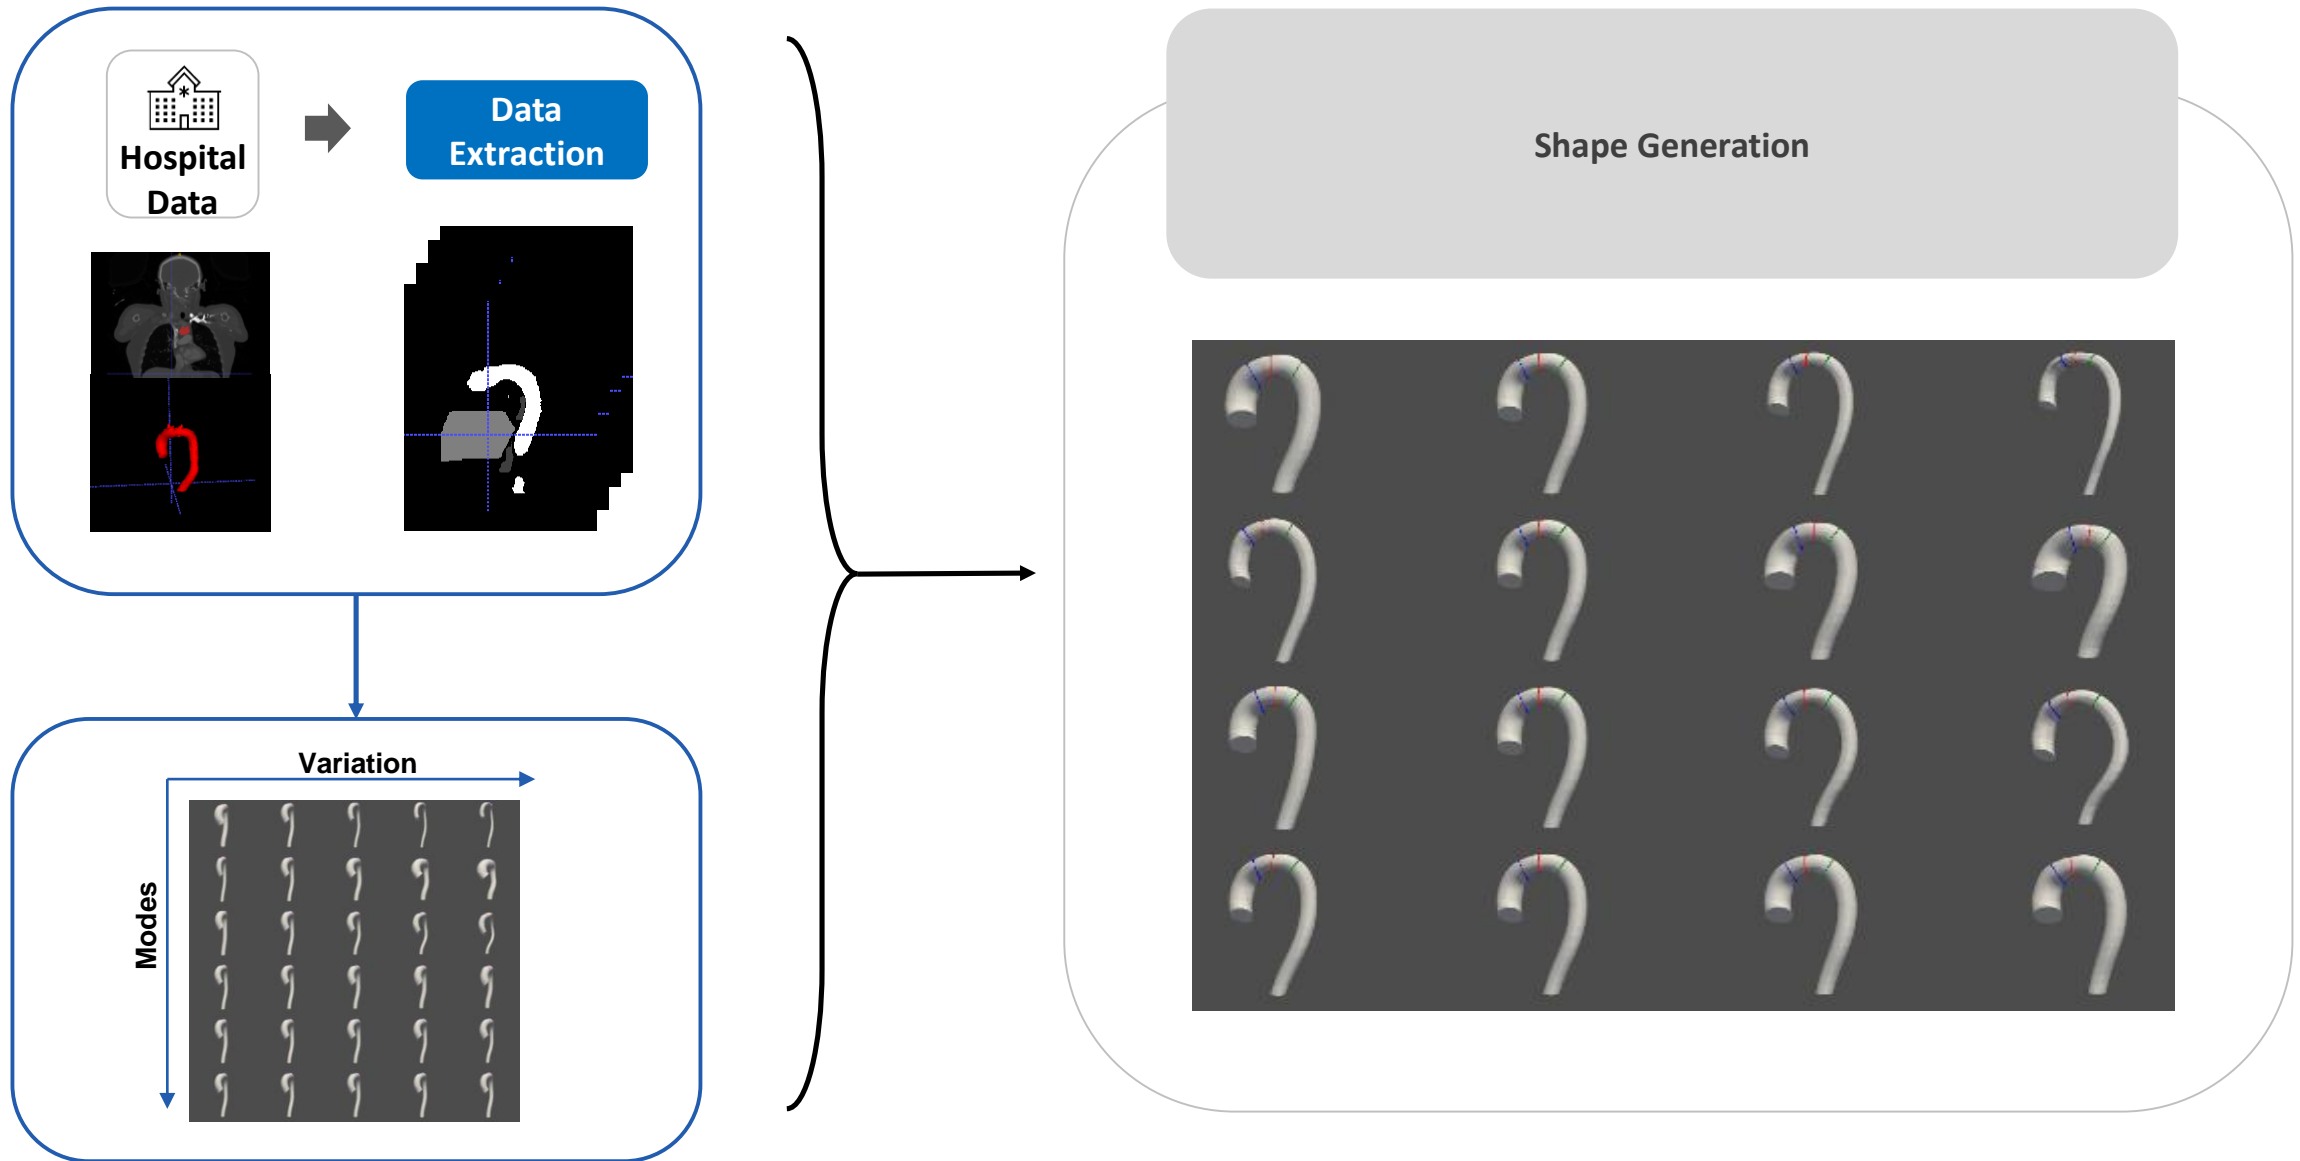 Hospital
Data
Data
Extraction
Variation
Modes
Shape Generation